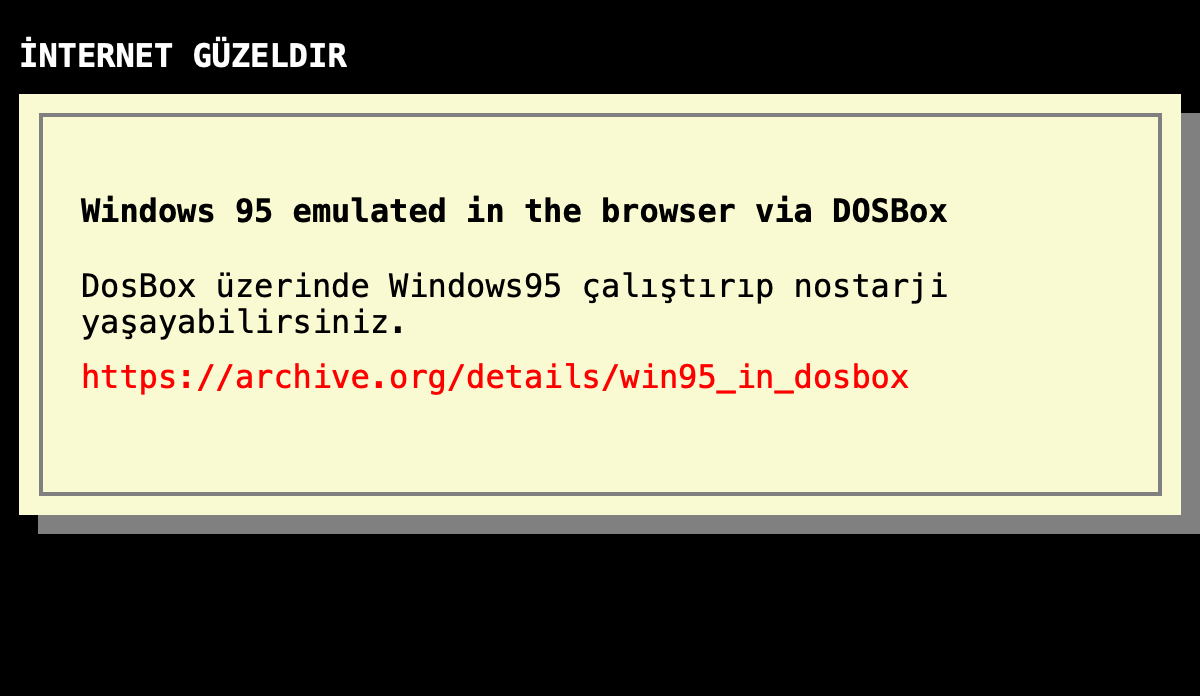 İNTERNET GÜZELDIR
Windows 95 emulated in the browser via DOSBox
DosBox üzerinde Windows95 çalıştırıp nostarji
yaşayabilirsiniz.
https://archive.org/details/win95_in_dosbox